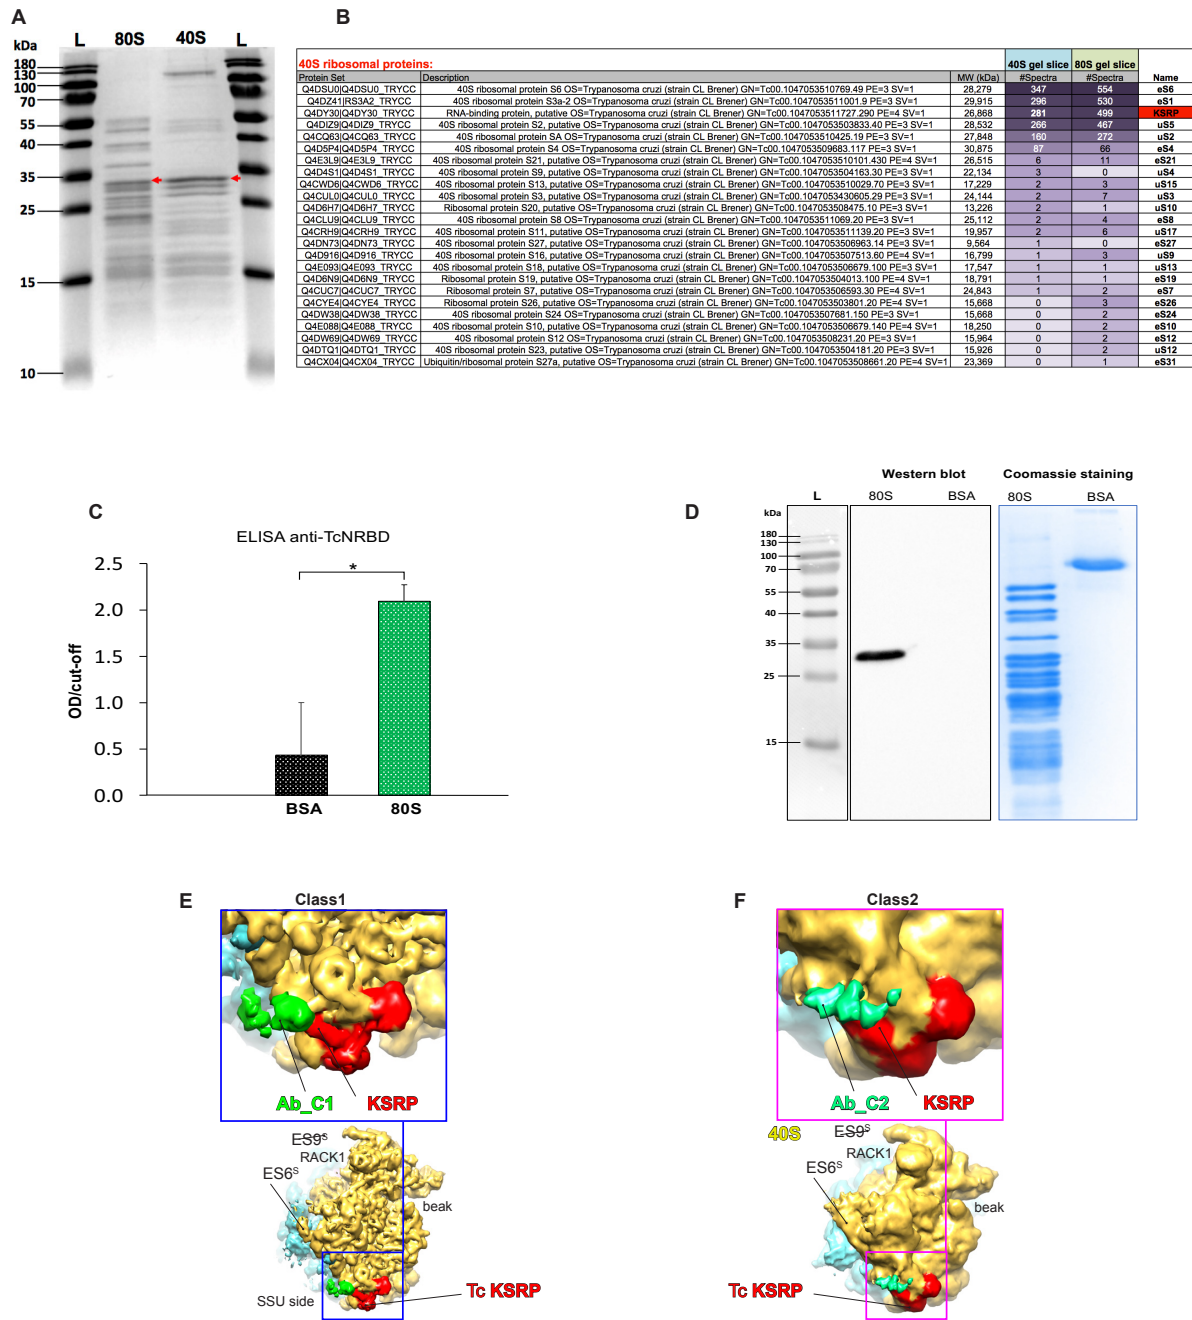 A
B
L 80S 40S L
kDa
180
130
100
70
55
40
35
25
15
10
40S ribosomal proteins: 40S gel slice 80S gel slice
Protein Set Description MW (kDa) #Spectra #Spectra Name
Q4DSU0|Q4DSU0_TRYCC 40S ribosomal protein S6 OS=Trypanosoma cruzi (strain CL Brener) GN=Tc00.1047053510769.49 PE=3 SV=1 28,279 347 554 eS6
Q4DZ41|RS3A2_TRYCC 40S ribosomal protein S3a-2 OS=Trypanosoma cruzi (strain CL Brener) GN=Tc00.1047053511001.9 PE=3 SV=1 29,915 296 530 eS1
Q4DY30|Q4DY30_TRYCC RNA-binding protein, putative OS=Trypanosoma cruzi (strain CL Brener) GN=Tc00.1047053511727.290 PE=4 SV=1 26,868 281 499 KSRP
Q4DIZ9|Q4DIZ9_TRYCC 40S ribosomal protein S2, putative OS=Trypanosoma cruzi (strain CL Brener) GN=Tc00.1047053503833.40 PE=3 SV=1 28,532 266 467 uS5
Q4CQ63|Q4CQ63_TRYCC 40S ribosomal protein SA OS=Trypanosoma cruzi (strain CL Brener) GN=Tc00.1047053510425.19 PE=3 SV=1 27,848 160 272 uS2
Q4D5P4|Q4D5P4_TRYCC 40S ribosomal protein S4 OS=Trypanosoma cruzi (strain CL Brener) GN=Tc00.1047053509683.117 PE=3 SV=1 30,875 87 66 eS4
Q4E3L9|Q4E3L9_TRYCC 40S ribosomal protein S21, putative OS=Trypanosoma cruzi (strain CL Brener) GN=Tc00.1047053510101.430 PE=4 SV=1 26,515 6 11 eS21
Q4D4S1|Q4D4S1_TRYCC 40S ribosomal protein S9, putative OS=Trypanosoma cruzi (strain CL Brener) GN=Tc00.1047053504163.30 PE=3 SV=1 22,134 3 0 uS4
Q4CWD6|Q4CWD6_TRYCC 40S ribosomal protein S13, putative OS=Trypanosoma cruzi (strain CL Brener) GN=Tc00.1047053510029.70 PE=3 SV=1 17,229 2 3 uS15
Q4CUL0|Q4CUL0_TRYCC 40S ribosomal protein S3, putative OS=Trypanosoma cruzi (strain CL Brener) GN=Tc00.1047053430605.29 PE=3 SV=1 24,144 2 7 uS3
Q4D6H7|Q4D6H7_TRYCC Ribosomal protein S20, putative OS=Trypanosoma cruzi (strain CL Brener) GN=Tc00.1047053508475.10 PE=3 SV=1 13,226 2 1 uS10
Q4CLU9|Q4CLU9_TRYCC 40S ribosomal protein S8 OS=Trypanosoma cruzi (strain CL Brener) GN=Tc00.1047053511069.20 PE=3 SV=1 25,112 2 4 eS8
Q4CRH9|Q4CRH9_TRYCC 40S ribosomal protein S11, putative OS=Trypanosoma cruzi (strain CL Brener) GN=Tc00.1047053511139.20 PE=3 SV=1 19,957 2 6 uS17
Q4DN73|Q4DN73_TRYCC 40S ribosomal protein S27, putative OS=Trypanosoma cruzi (strain CL Brener) GN=Tc00.1047053506963.14 PE=3 SV=1 9,564 1 0 eS27
Q4D916|Q4D916_TRYCC 40S ribosomal protein S16, putative OS=Trypanosoma cruzi (strain CL Brener) GN=Tc00.1047053507513.60 PE=4 SV=1 16,799 1 3 uS9
Q4E093|Q4E093_TRYCC 40S ribosomal protein S18, putative OS=Trypanosoma cruzi (strain CL Brener) GN=Tc00.1047053506679.100 PE=3 SV=1 17,547 1 1 uS13
Q4D6N9|Q4D6N9_TRYCC Ribosomal protein S19, putative OS=Trypanosoma cruzi (strain CL Brener) GN=Tc00.1047053504013.100 PE=4 SV=1 18,791 1 1 eS19
Q4CUC7|Q4CUC7_TRYCC Ribosomal protein S7, putative OS=Trypanosoma cruzi (strain CL Brener) GN=Tc00.1047053506593.30 PE=4 SV=1 24,843 1 2 eS7
Q4CYE4|Q4CYE4_TRYCC Ribosomal protein S26, putative OS=Trypanosoma cruzi (strain CL Brener) GN=Tc00.1047053503801.20 PE=4 SV=1 15,668 0 3 eS26
Q4DW38|Q4DW38_TRYCC 40S ribosomal protein S24 OS=Trypanosoma cruzi (strain CL Brener) GN=Tc00.1047053507681.150 PE=3 SV=1 15,668 0 2 eS24
Q4E088|Q4E088_TRYCC 40S ribosomal protein S10, putative OS=Trypanosoma cruzi (strain CL Brener) GN=Tc00.1047053506679.140 PE=4 SV=1 18,250 0 2 eS10
Q4DW69|Q4DW69_TRYCC 40S ribosomal protein S12 OS=Trypanosoma cruzi (strain CL Brener) GN=Tc00.1047053508231.20 PE=3 SV=1 15,964 0 2 eS12
Q4DTQ1|Q4DTQ1_TRYCC 40S ribosomal protein S23, putative OS=Trypanosoma cruzi (strain CL Brener) GN=Tc00.1047053504181.20 PE=3 SV=1 15,926 0 2 uS12
Q4CX04|Q4CX04_TRYCC Ubiquitin/ribosomal protein S27a, putative OS=Trypanosoma cruzi (strain CL Brener) GN=Tc00.1047053508661.20 PE=4 SV=1 23,369 0 1 eS31
C
ELISA anti-TcNRBD
*
OD/cut-off
2.5
2.0
1.5
1.0
0.5
0.0
BSA 80S
D
Western blot Coomassie staining
L 80S BSA 80S BSA
kDa
180
130
100
70
55
40
35
25
15
E
Class1
Ab_C1 KSRP
ES9S
RACK1
ES6S
beak
SSU side
Tc KSRP
F
Class2
Ab_C2 KSRP
40S
ES9S
RACK1
ES6S
beak
Tc KSRP